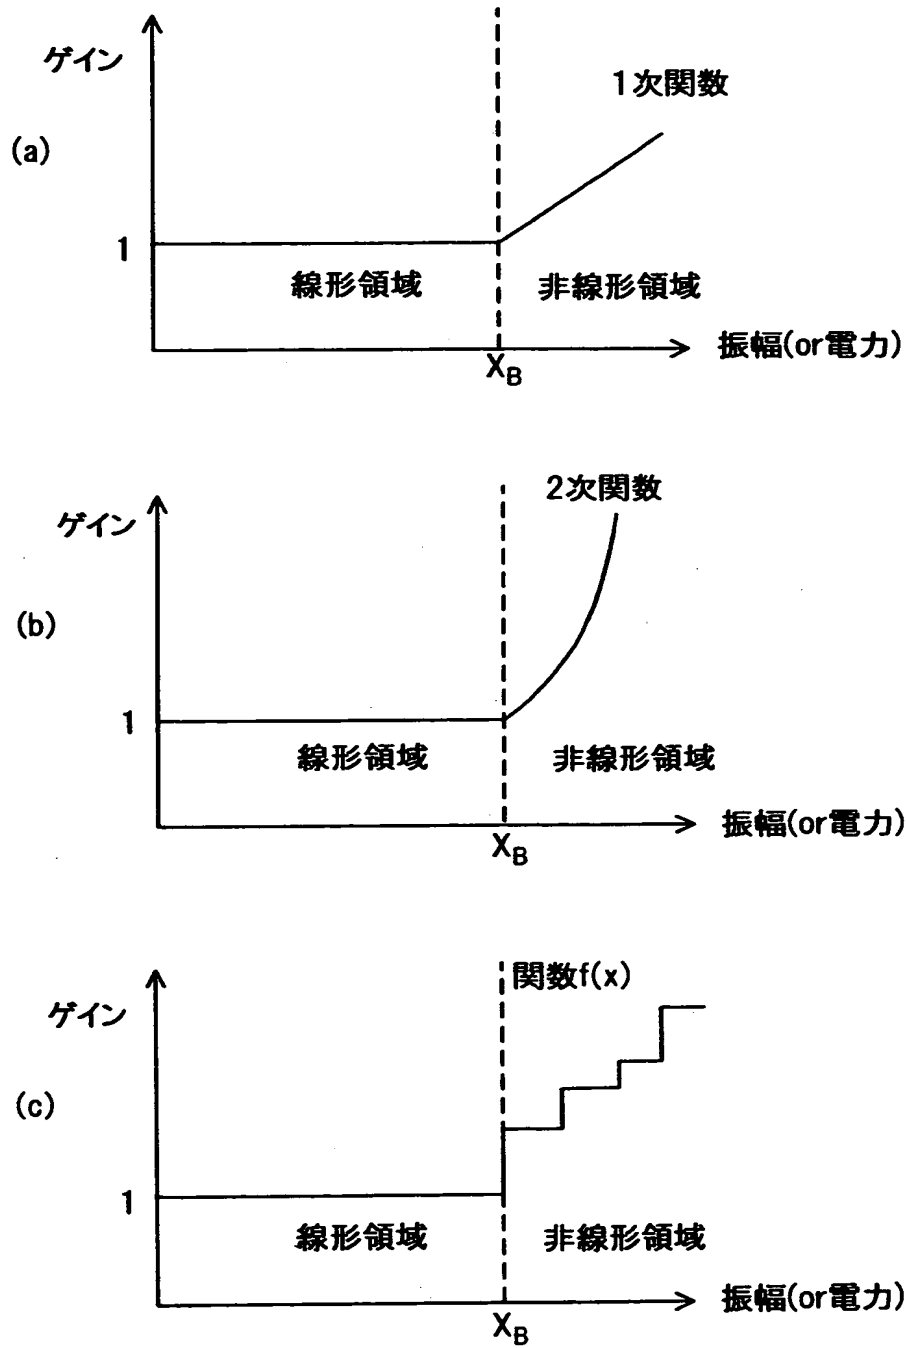 ゲイン
1次関数
(a)
1
線形領域
非線形領域
振幅(or電力)
XB
2次関数
ゲイン
(b)
1
線形領域
非線形領域
振幅(or電力)
XB
関数f(x)
ゲイン
(c)
1
線形領域
非線形領域
振幅(or電力)
XB